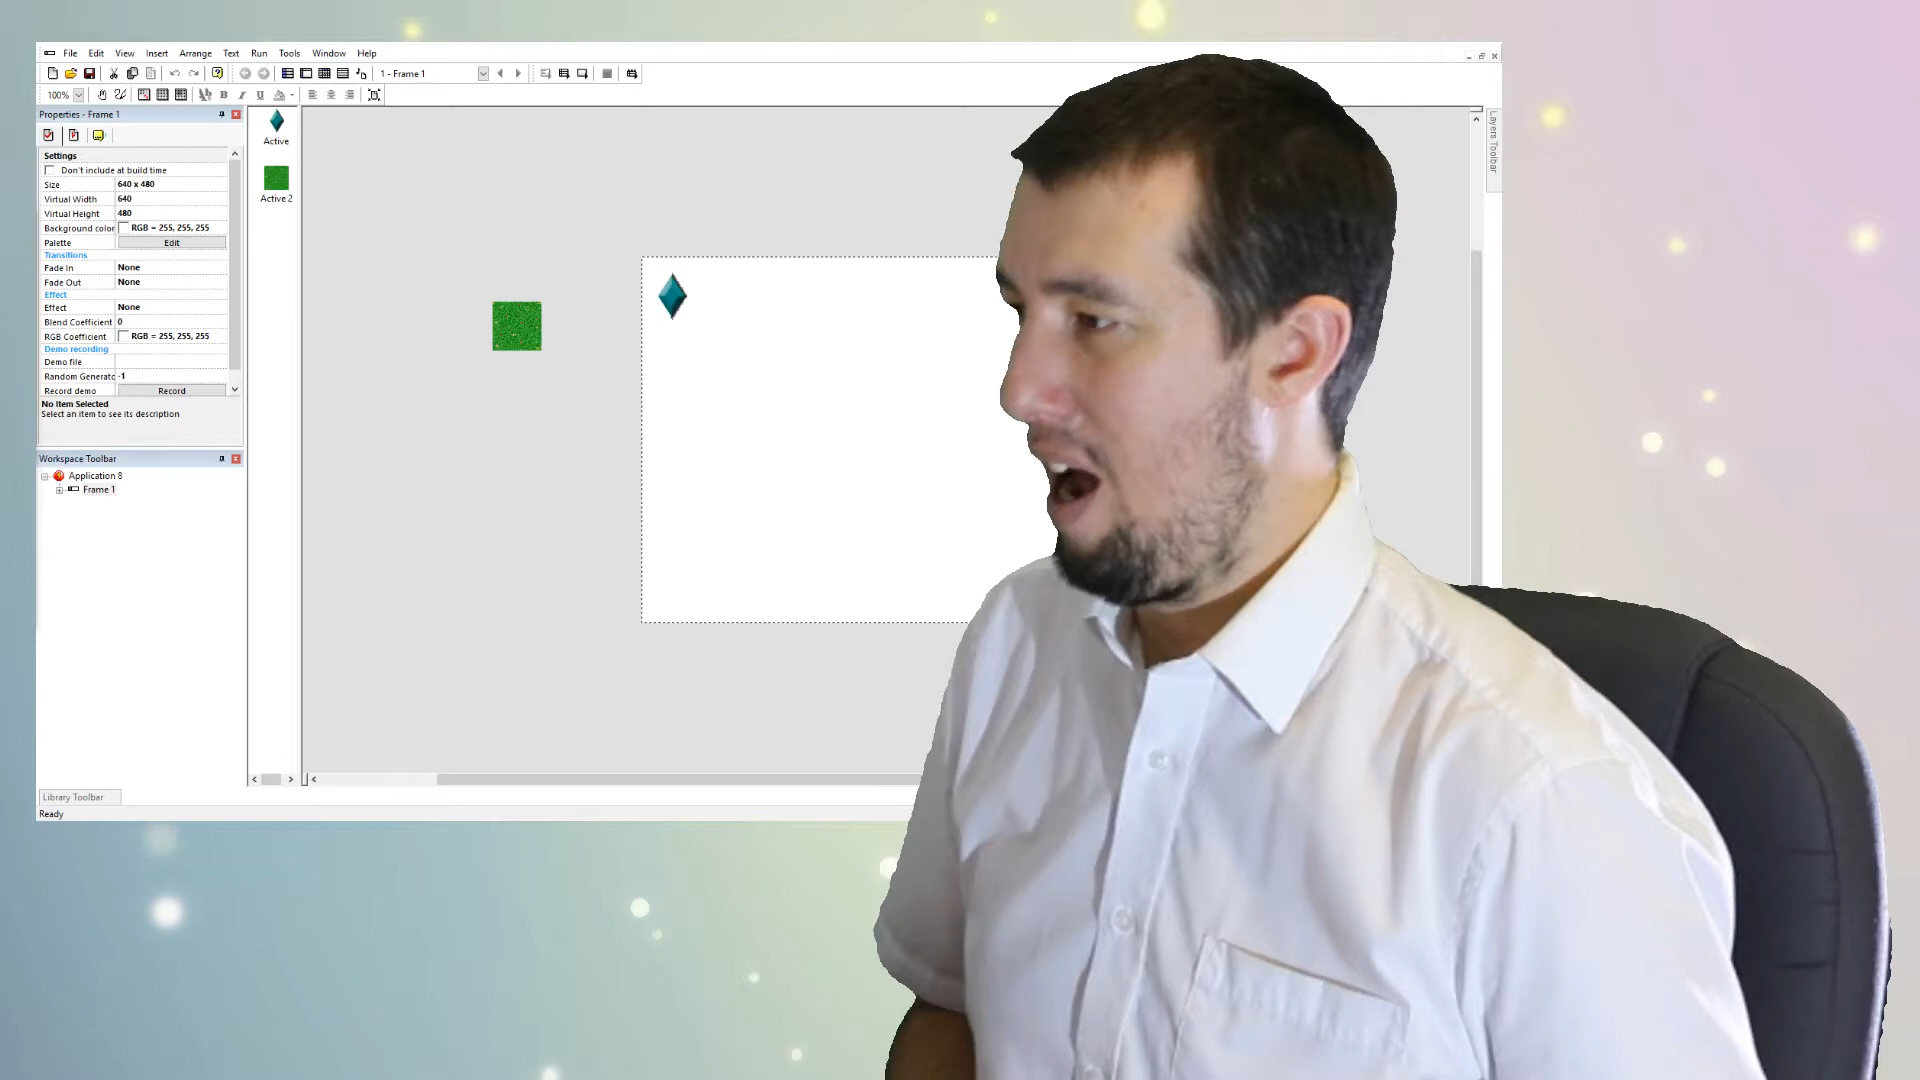 File Edit View Insert Arrange Text Run Tools Window Help
1 - Frame 1
100%
Properties - Frame 1
Settings
Don't include at build time
Size 640 x 480
Virtual Width 640
Virtual Height 480
Background color RGB = 255, 255, 255
Palette Edit
Transitions
Fade In None
Fade Out None
Effect
Effect None
Blend Coefficient 0
RGB Coefficient RGB = 255, 255, 255
Demo recording
Demo file
Random Generatc -1
Record demo Record
No Item Selected
Select an item to see its description
Workspace Toolbar
Application 8
Frame 1
Library Toolbar
Ready
Active
Active 2
Layers Toolbar